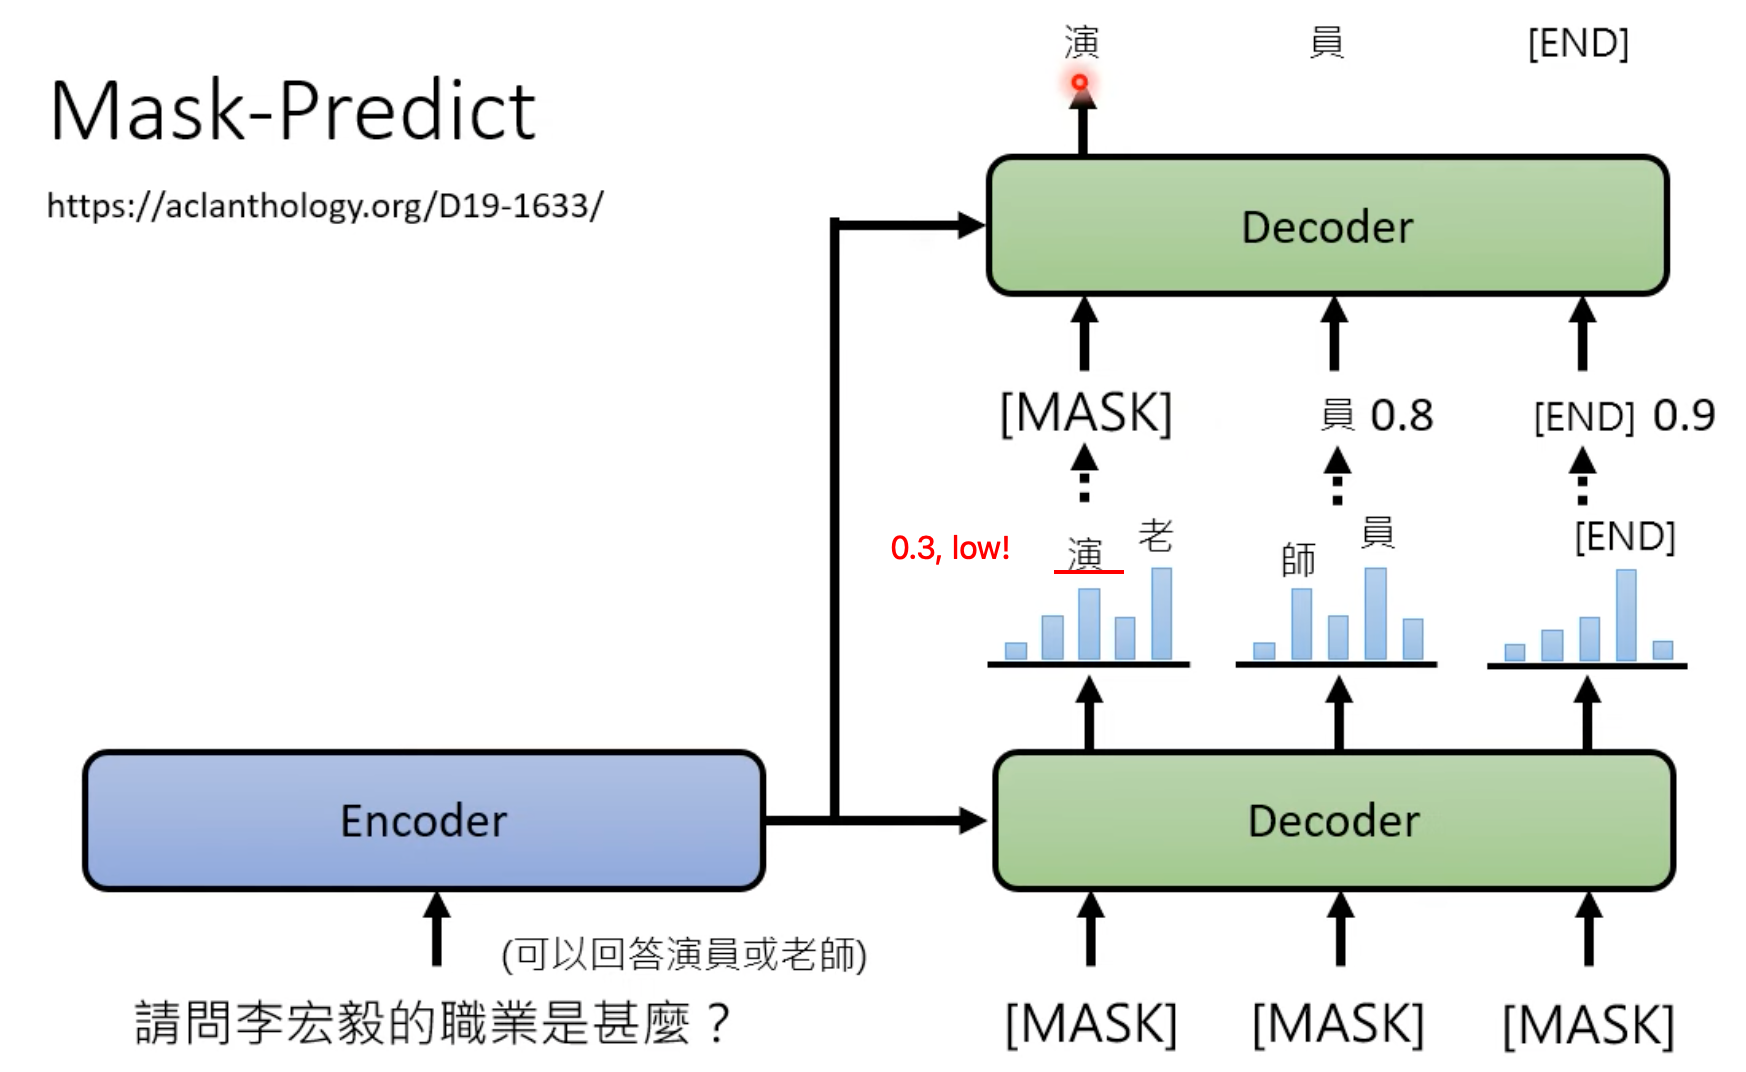 Mask-Predict
https://aclanthology.org/D19-1633/
演 員 [END]
Decoder
[MASK] 員 0.8 [END] 0.9
0.3, low! 演 老 師 員 [END]
Encoder
Decoder
(可以回答演員或老師)
請問李宏毅的職業是甚麼？
[MASK] [MASK] [MASK]